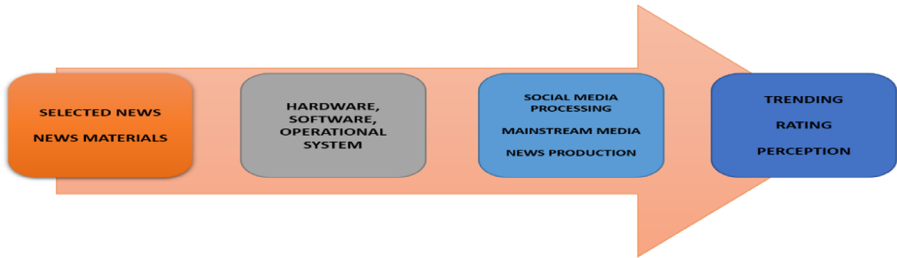 SELECTED NEWS
NEWS MATERIALS
HARDWARE,
SOFTWARE,
OPERATIONAL
SYSTEM
SOCIAL MEDIA
PROCESSING
MAINSTREAM MEDIA
NEWS PRODUCTION
TRENDING
RATING
PERCEPTION